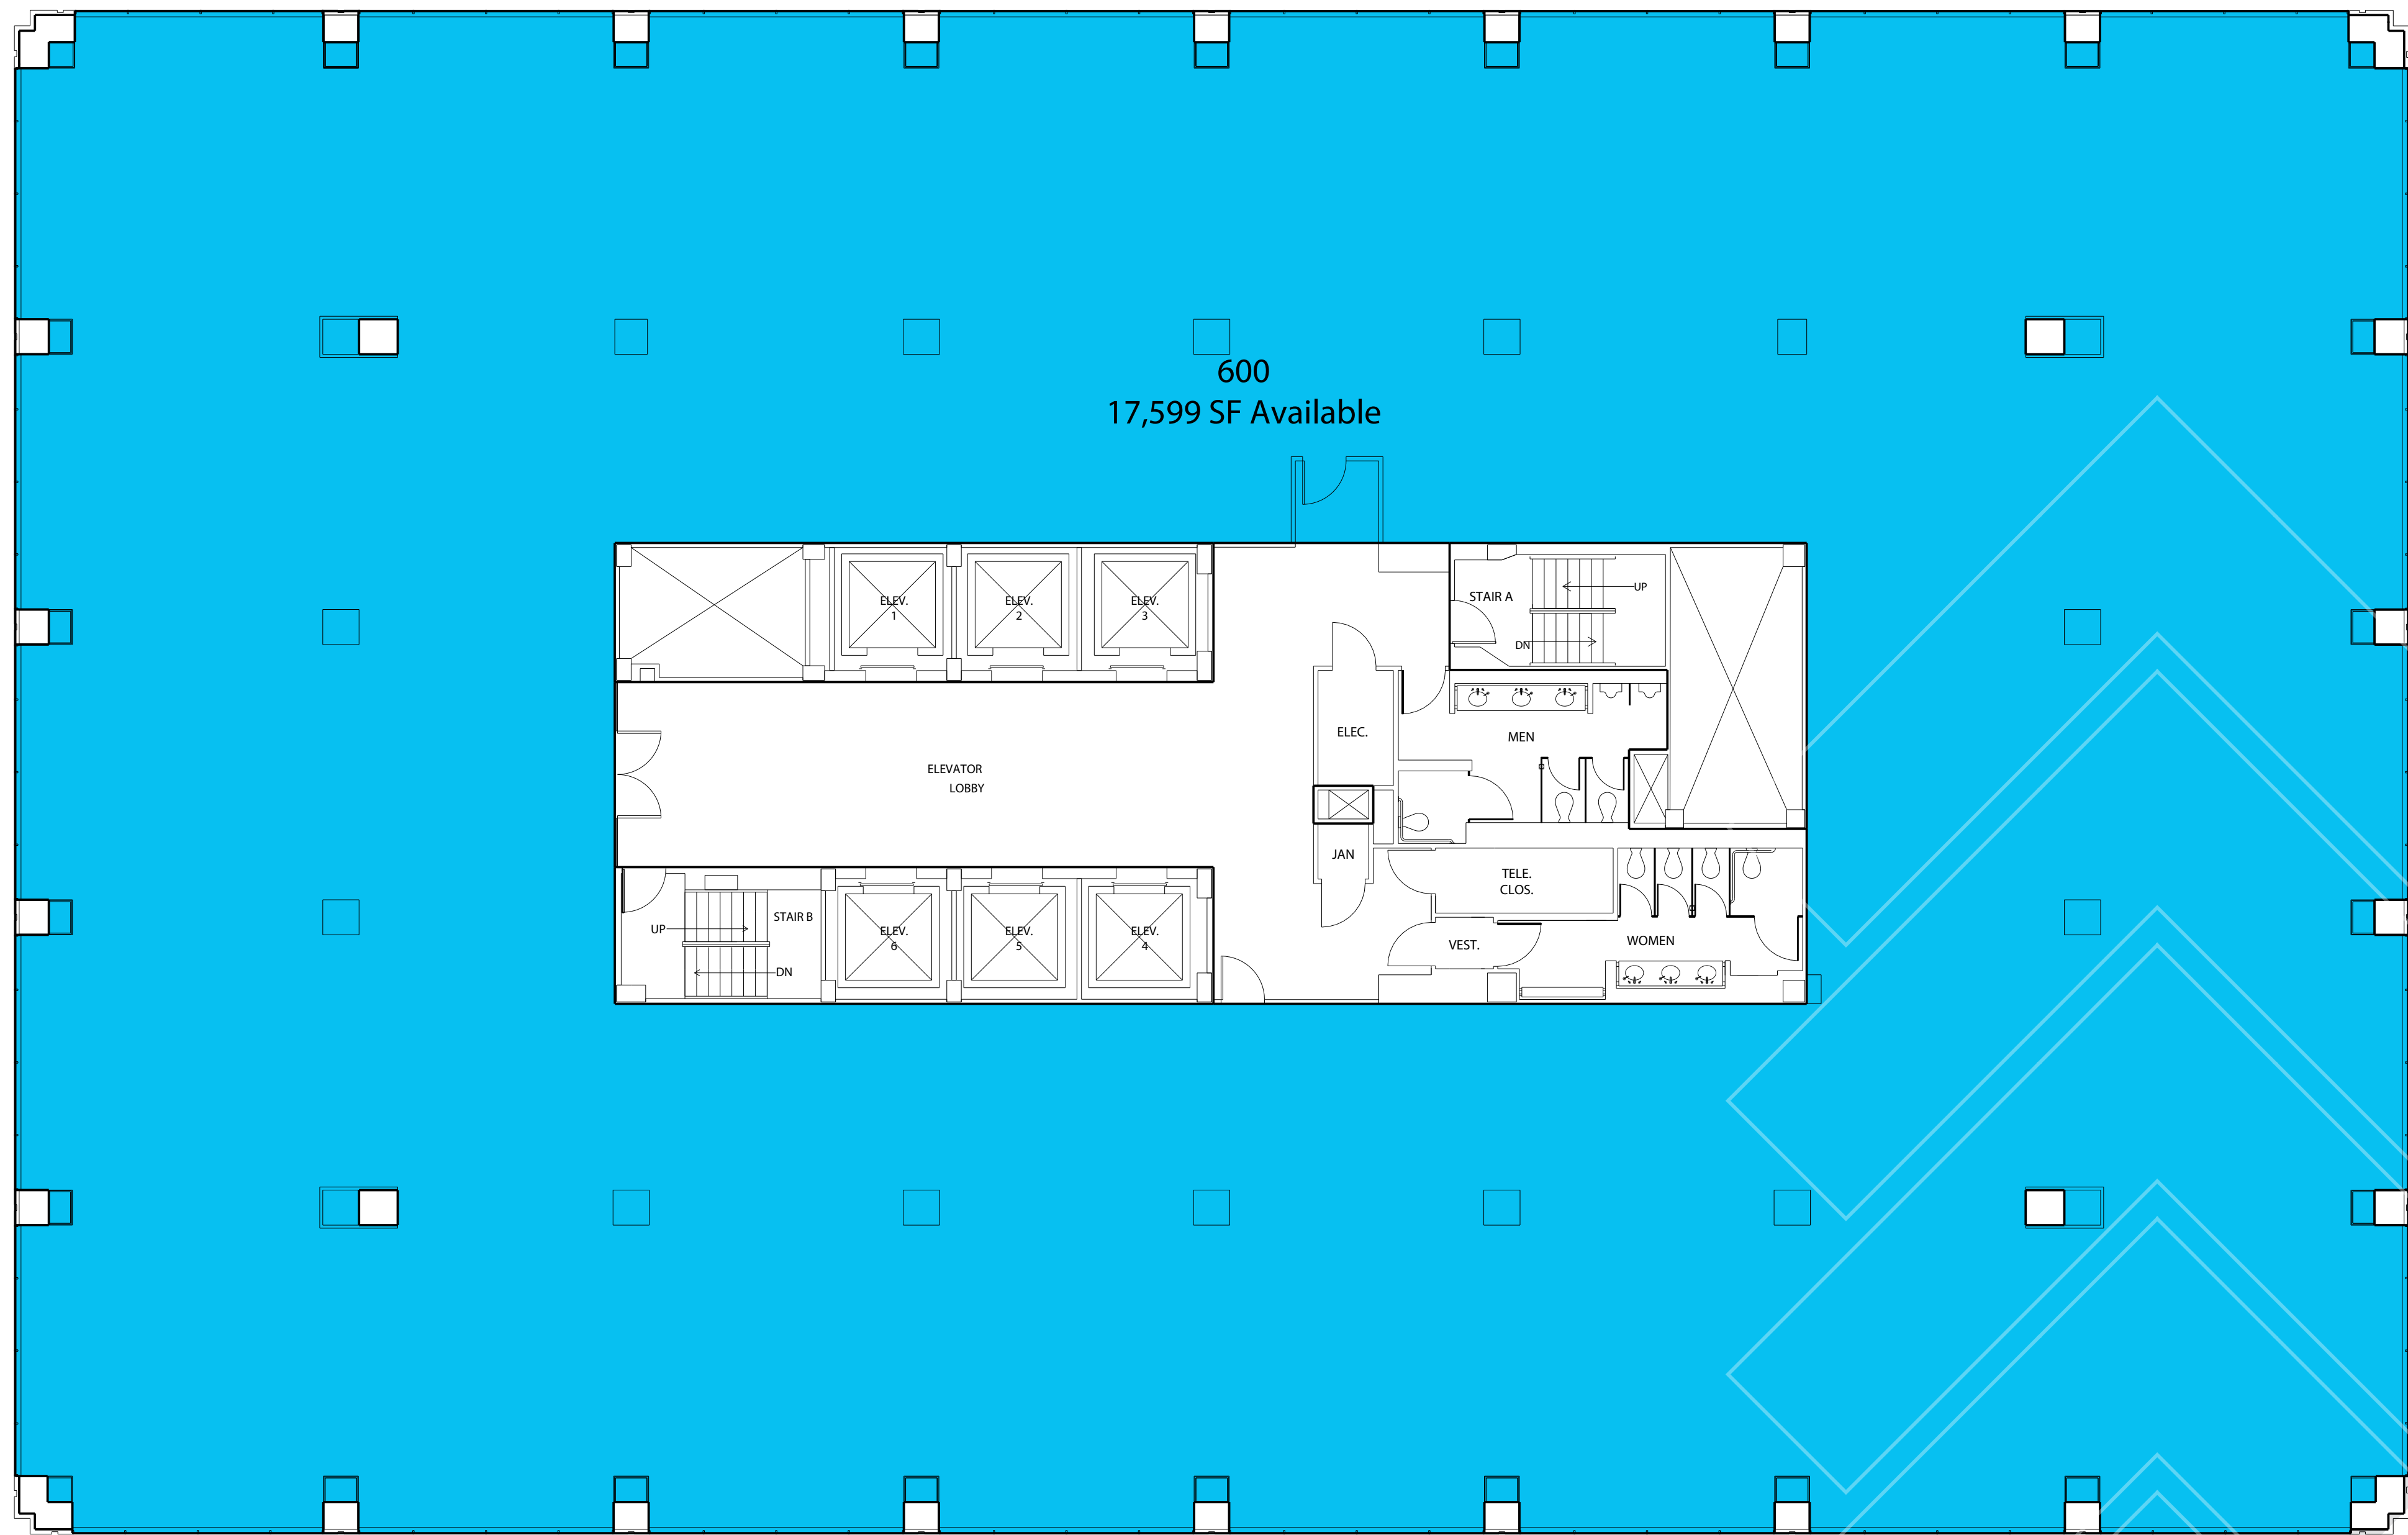 600
17,599 SF Available
ELEV.
1
ELEV.
2
ELEV.
3
STAIR A
UP
DN
ELEC.
MEN
ELEVATOR
LOBBY
JAN
TELE.
CLOS.
STAIR B
UP
DN
ELEV.
6
ELEV.
5
ELEV.
4
VEST.
WOMEN